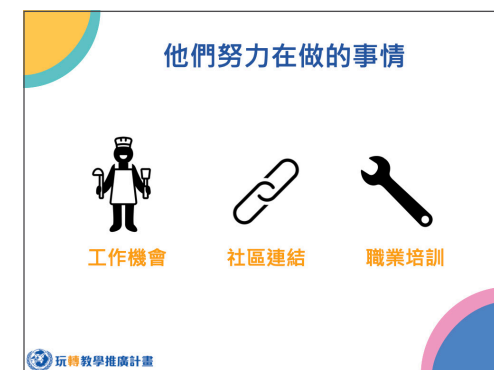 他們努力在做的事情
工作機會
社區連結
職業培訓
玩轉教學推廣計畫